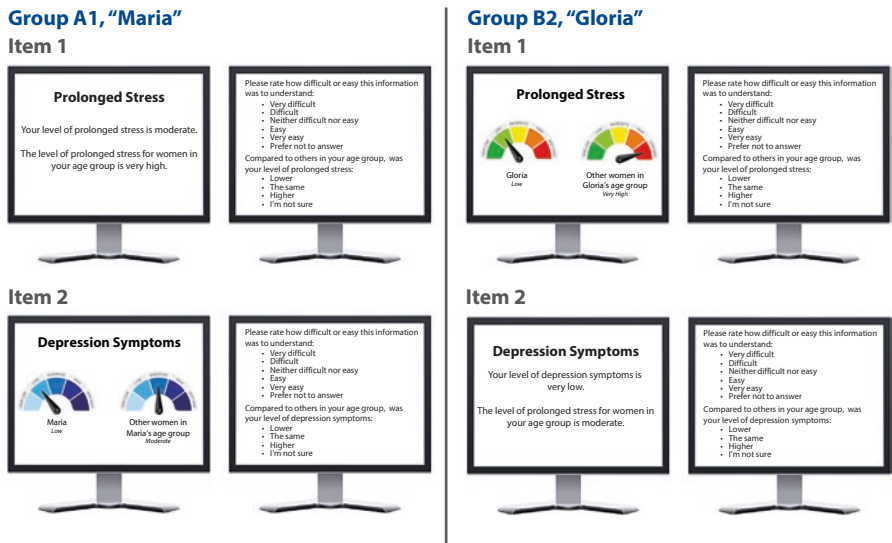 Group A1, “Maria”
Item 1
Prolonged Stress
Your level of prolonged stress is moderate.
The level of prolonged stress for women in
your age group is very high.
Please rate how difficult or easy this information
was to understand:
• Very difficult
• Difficult
• Neither difficult nor easy
• Easy
• Very easy
• Prefer not to answer
Compared to others in your age group, was
your level of prolonged stress:
• Lower
• The same
• Higher
• I'm not sure
Item 2
Depression Symptoms
Maria
Low
Other women in
Maria's age group
Moderate
Please rate how difficult or easy this information
was to understand:
• Very difficult
• Difficult
• Neither difficult nor easy
• Easy
• Very easy
• Prefer not to answer
Compared to others in your age group, was
your level of depression symptoms:
• Lower
• The same
• Higher
• I'm not sure
Group B2, “Gloria”
Item 1
Prolonged Stress
Gloria
Low
Other women in
Gloria's age group
Very High
Please rate how difficult or easy this information
was to understand:
• Very difficult
• Difficult
• Neither difficult nor easy
• Easy
• Very easy
• Prefer not to answer
Compared to others in your age group, was
your level of prolonged stress:
• Lower
• The same
• Higher
• I'm not sure
Item 2
Depression Symptoms
Your level of depression symptoms is
very low.
The level of prolonged stress for women in
your age group is moderate.
Please rate how difficult or easy this information
was to understand:
• Very difficult
• Difficult
• Neither difficult nor easy
• Easy
• Very easy
• Prefer not to answer
Compared to others in your age group, was
your level of depression symptoms:
• Lower
• The same
• Higher
• I'm not sure